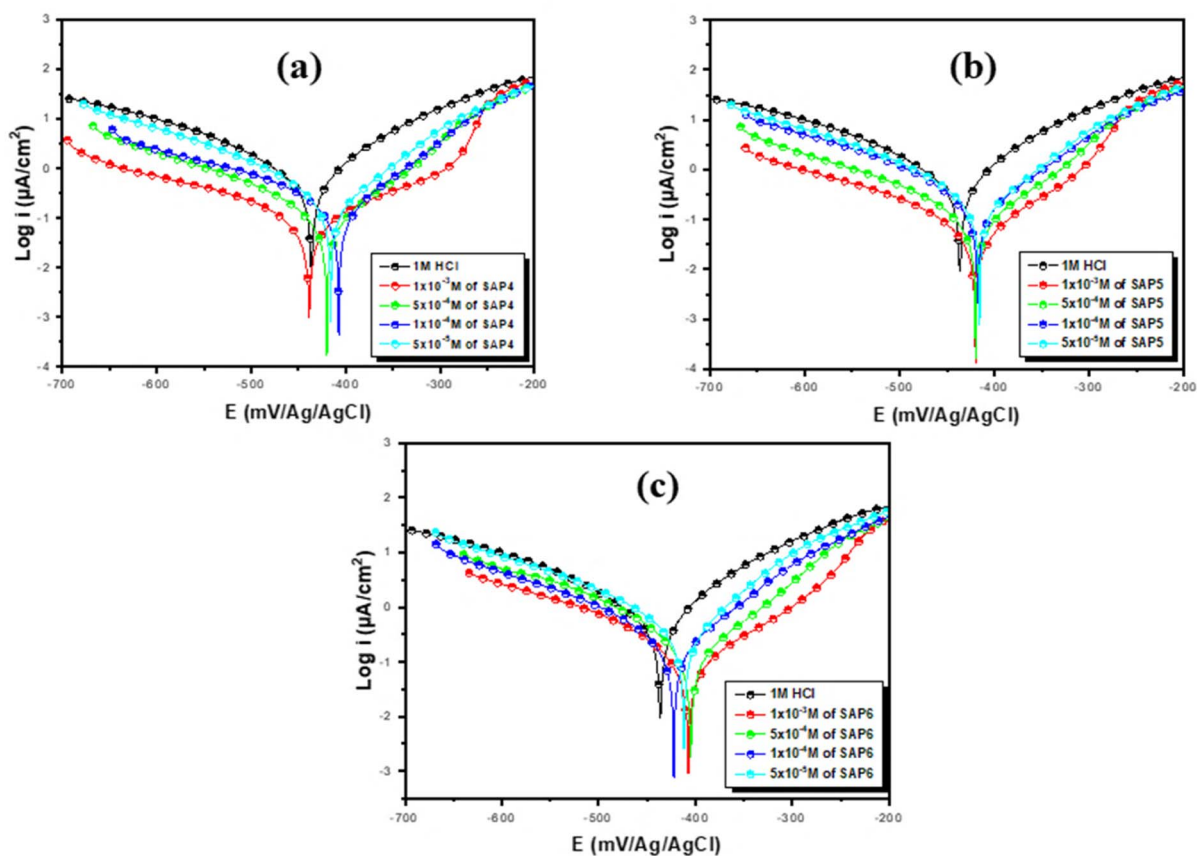 (a)
Log i (µA/cm²)
3
2
1
0
-1
-2
-3
-4
-700
-600
-500
-400
-300
-200
E (mV/Ag/AgCl)
1M HCl
1x10⁻³M of SAP4
5x10⁻⁴M of SAP4
1x10⁻⁴M of SAP4
5x10⁻⁵M of SAP4
(b)
Log i (µA/cm²)
3
2
1
0
-1
-2
-3
-4
-700
-600
-500
-400
-300
-200
E (mV/Ag/AgCl)
1M HCl
1x10⁻³M of SAP5
5x10⁻⁴M of SAP5
1x10⁻⁴M of SAP5
5x10⁻⁵M of SAP5
(c)
Log i (µA/cm²)
3
2
1
0
-1
-2
-3
-700
-600
-500
-400
-300
-200
E (mV/Ag/AgCl)
1M HCl
1x10⁻³M of SAP6
5x10⁻⁴M of SAP6
1x10⁻⁴M of SAP6
5x10⁻⁵M of SAP6